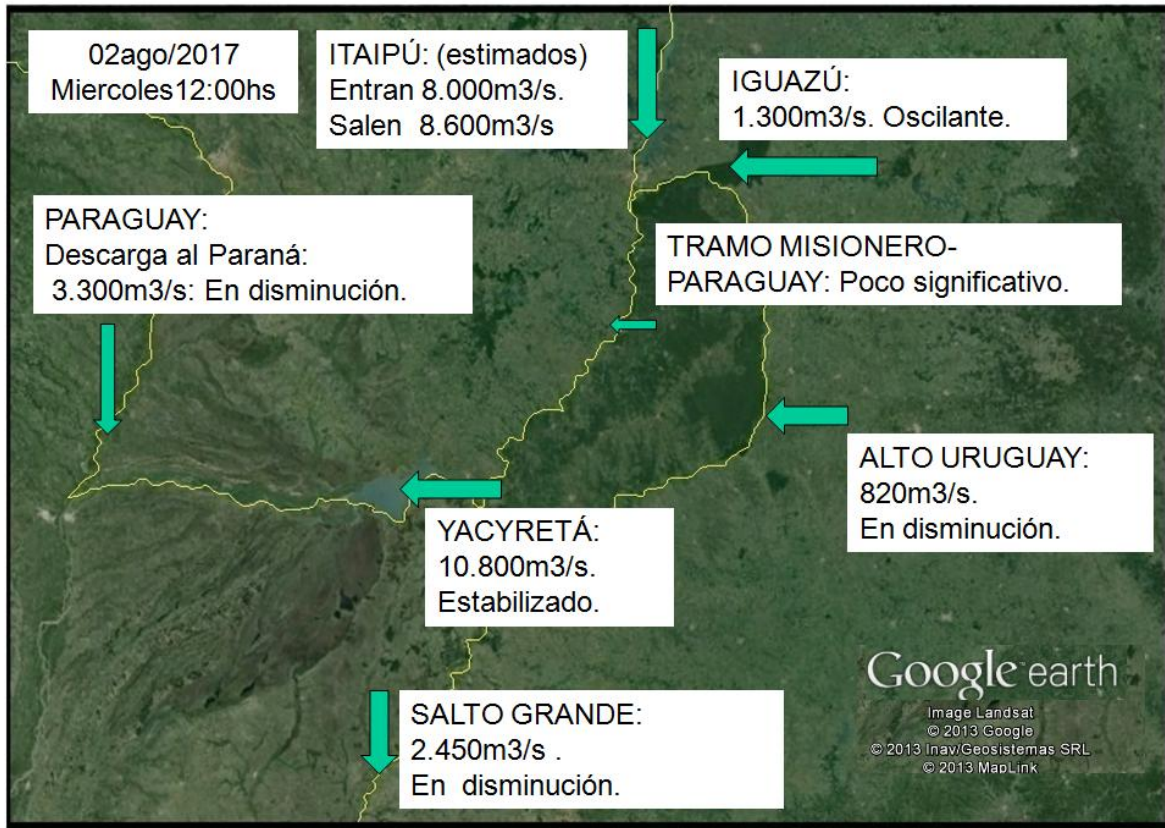 02ago/2017
Miercoles12:00hs
ITAIPÚ: (estimados)
Entran 8.000m3/s.
Salen 8.600m3/s
IGUAZÚ:
1.300m3/s. Oscilante.
PARAGUAY:
Descarga al Paraná:
3.300m3/s: En disminución.
TRAMO MISIONERO-
PARAGUAY: Poco significativo.
ALTO URUGUAY:
820m3/s.
En disminución.
YACYRETÁ:
10.800m3/s.
Estabilizado.
SALTO GRANDE:
2.450m3/s .
En disminución.
Google earth
Image Landsat
© 2013 Google
© 2013 Inav/Geosistemas SRL
© 2013 MapLink